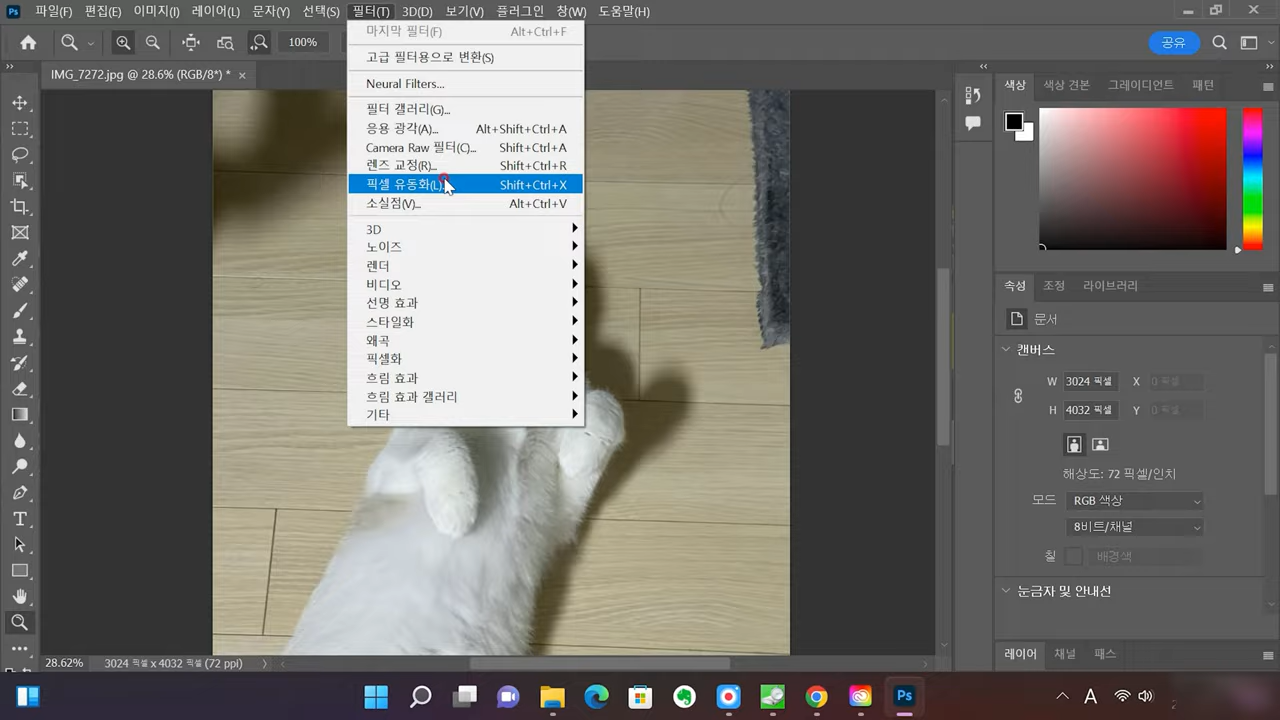 Ps 파일(F) 편집(E) 이미지(I) 레이어(L) 문자(Y) 선택(S) 필터(T) 3D(D) 보기(V) 플러그인 창(W) 도움말(H)
100% 공유
IMG_7272.jpg @ 28.6% (RGB/8*) * ×
마지막 필터(F) Alt+Ctrl+F
고급 필터용으로 변환(S)
Neural Filters...
필터 갤러리(G)...
응용 광각(A)... Alt+Shift+Ctrl+A
Camera Raw 필터(C)... Shift+Ctrl+A
렌즈 교정(R)... Shift+Ctrl+R
픽셀 유동화(L)... Shift+Ctrl+X
소실점(V)... Alt+Ctrl+V
3D
노이즈
렌더
비디오
선명 효과
스타일화
왜곡
픽셀화
흐림 효과
흐림 효과 갤러리
기타
색상 색상 견본 그레이디언트 패턴
속성 조정 라이브러리
문서
캔버스
W 3024 픽셀 X 0 픽셀
H 4032 픽셀 Y 0 픽셀
해상도: 72 픽셀/인치
모드 RGB 색상
8비트/채널
칠 배경색
눈금자 및 안내선
레이어 채널 패스
28.62% 3024 픽셀 x 4032 픽셀 (72 ppi)
Ps A